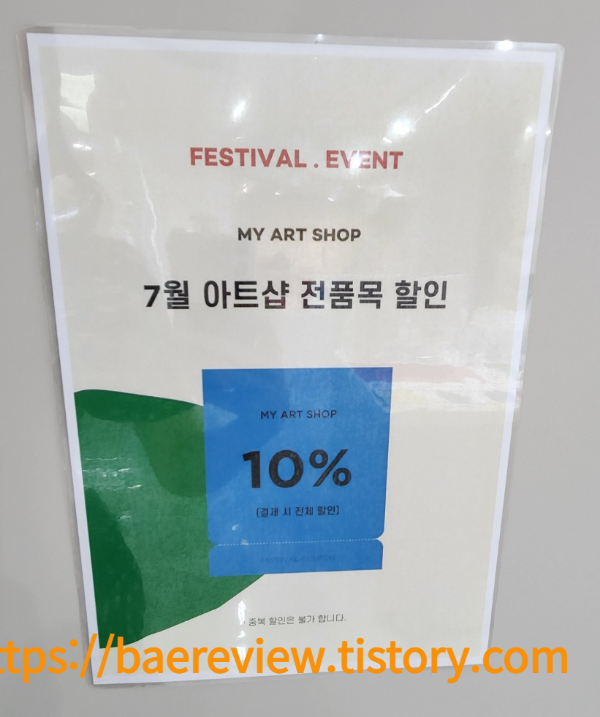 FESTIVAL . EVENT
MY ART SHOP
7월 아트샵 전품목 할인
MY ART SHOP
10%
(결제 시 전체 할인)
중복 할인은 불가 합니다.
ttps://baereview.tistory.com